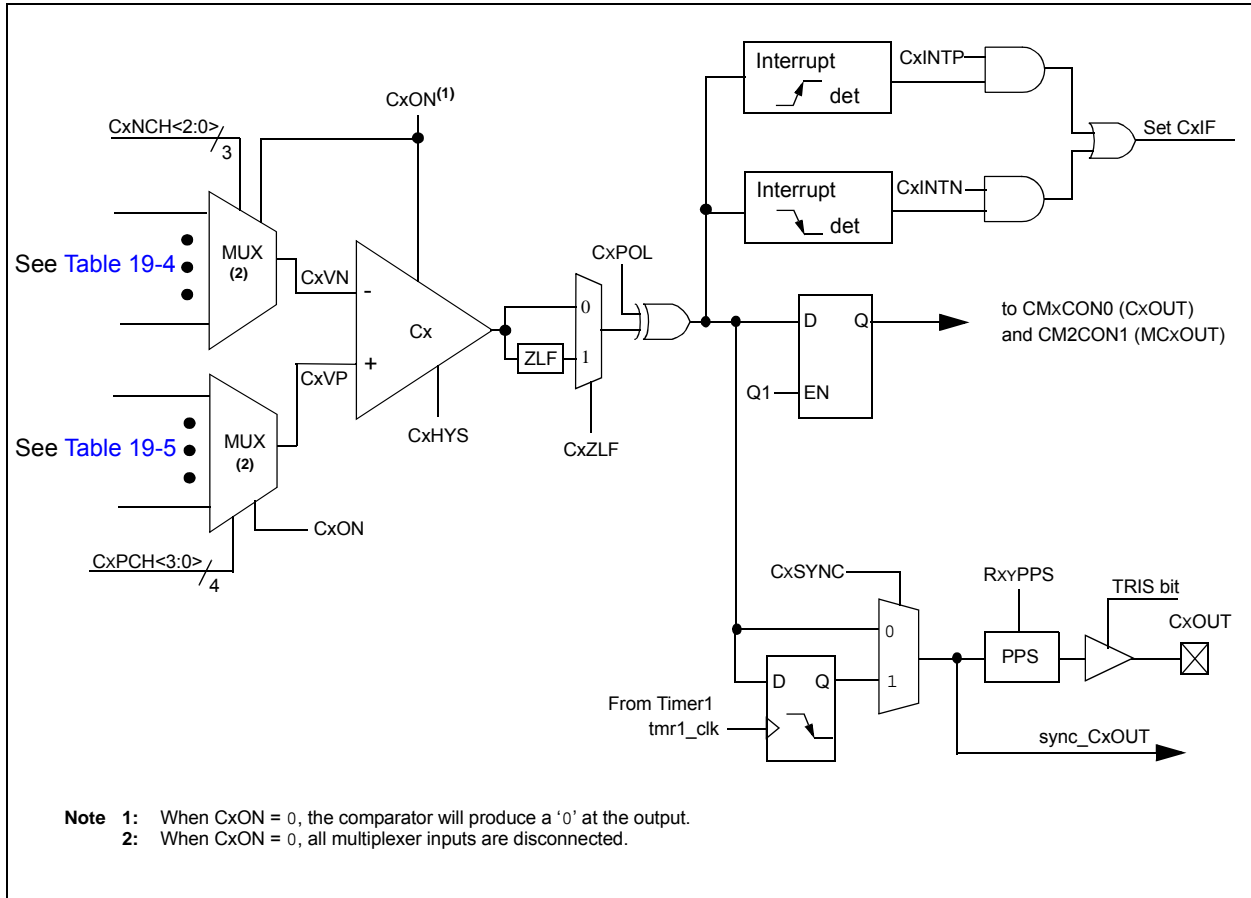 Interrupt
det
CxINTP
CxON(1)
CxNCH<2:0>
3
Set CxIF
Interrupt
det
CxINTN
MUX
(2)
See Table 19-4
CxVN
-
CxPOL
0
Cx
ZLF
1
D
Q
to CMxCON0 (CxOUT)
and CM2CON1 (MCxOUT)
+
CxVP
Q1
EN
CxHYS
CxZLF
See Table 19-5
MUX
(2)
CxON
CxPCH<3:0>
4
CxSYNC
RxyPPS
TRIS bit
CxOUT
0
PPS
D
Q
1
From Timer1
tmr1_clk
sync_CxOUT
Note 1: When CxON = 0, the comparator will produce a ‘0’ at the output.
2: When CxON = 0, all multiplexer inputs are disconnected.